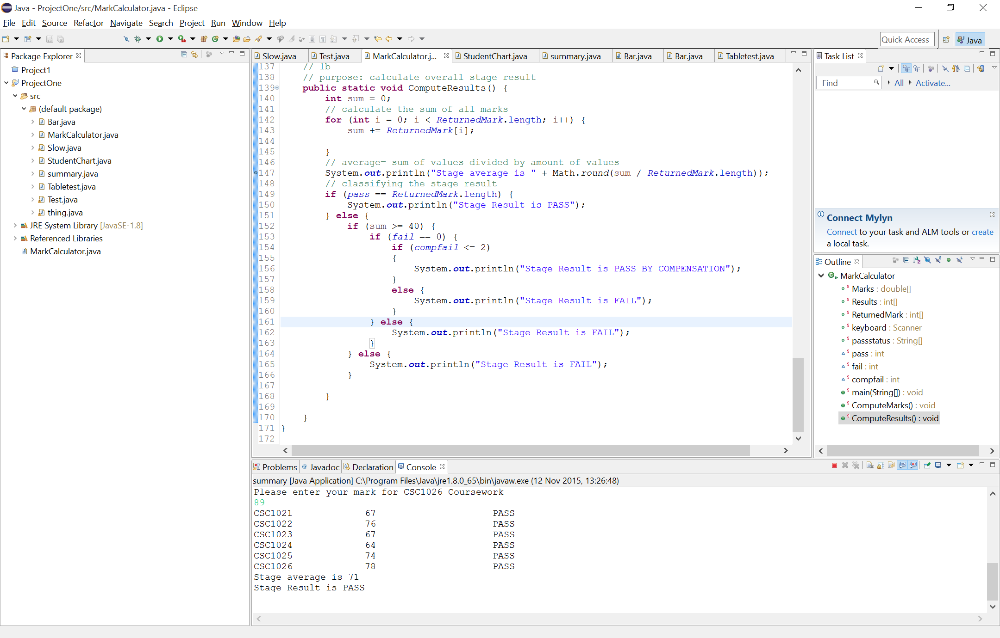 Java - ProjectOne/src/MarkCalculator.java - Eclipse
File Edit Source Refactor Navigate Search Project Run Window Help
Quick Access
Java
Package Explorer
Project1
ProjectOne
src
(default package)
Bar.java
MarkCalculator.java
Slow.java
StudentChart.java
summary.java
Tabletest.java
Test.java
thing.java
JRE System Library [JavaSE-1.8]
Referenced Libraries
MarkCalculator.java
Slow.java Test.java MarkCalculator.j... StudentChart.java summary.java Bar.java Bar.java Tabletest.java
137 // 1b
138 // purpose: calculate overall stage result
139 public static void ComputeResults() {
140 int sum = 0;
141 // calculate the sum of all marks
142 for (int i = 0; i < ReturnedMark.length; i++) {
143 sum += ReturnedMark[i];
144
145 }
146 // average= sum of values divided by amount of values
147 System.out.println("Stage average is " + Math.round(sum / ReturnedMark.length));
148 // classifying the stage result
149 if (pass == ReturnedMark.length) {
150 System.out.println("Stage Result is PASS");
151 } else {
152 if (sum >= 40) {
153 if (fail == 0) {
154 if (compfail <= 2)
155 {
156 System.out.println("Stage Result is PASS BY COMPENSATION");
157 }
158 else {
159 System.out.println("Stage Result is FAIL");
160 }
161 } else {
162 System.out.println("Stage Result is FAIL");
163 }
164 } else {
165 System.out.println("Stage Result is FAIL");
166 }
167
168 }
169
170 }
171 }
172
Task List
Find All Activate...
Connect Mylyn
Connect to your task and ALM tools or create
a local task.
Outline
MarkCalculator
Marks : double[]
Results : int[]
ReturnedMark : int[]
keyboard : Scanner
passstatus : String[]
pass : int
fail : int
compfail : int
main(String[]) : void
ComputeMarks() : void
ComputeResults() : void
Problems @ Javadoc Declaration Console
summary [Java Application] C:\Program Files\Java\jre1.8.0_65\bin\javaw.exe (12 Nov 2015, 13:26:48)
Please enter your mark for CSC1026 Coursework
89
CSC1021 67 PASS
CSC1022 76 PASS
CSC1023 67 PASS
CSC1024 64 PASS
CSC1025 74 PASS
CSC1026 78 PASS
Stage average is 71
Stage Result is PASS